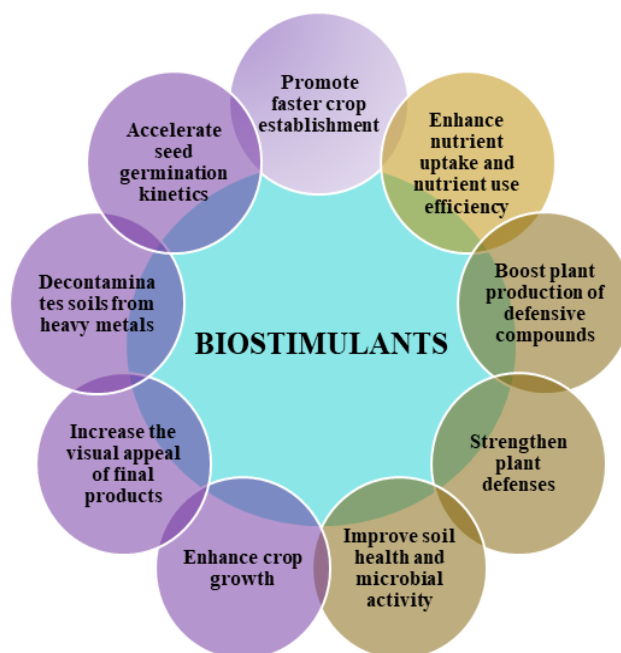 Promote
faster crop
establishment
Enhance
nutrient
uptake and
nutrient use
efficiency
Boost plant
production of
defensive
compounds
Strengthen
plant
defenses
Improve soil
health and
microbial
activity
Enhance crop
growth
Increase the
visual appeal
of final
products
Decontamina
tes soils from
heavy metals
Accelerate
seed
germination
kinetics
BIOSTIMULANTS